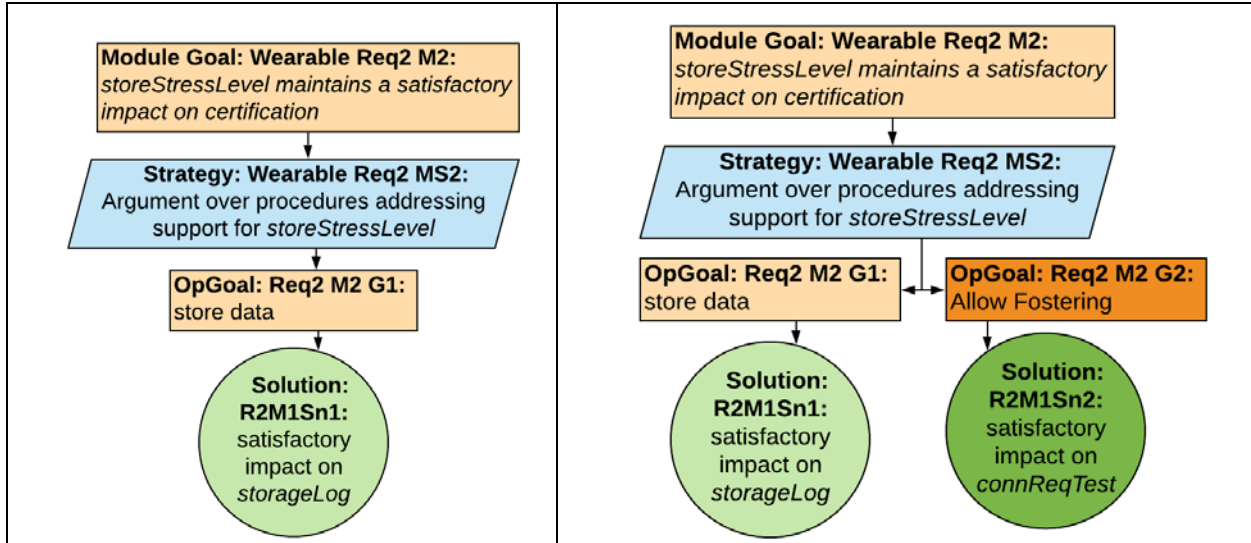 Module Goal: Wearable Req2 M2:
storeStressLevel maintains a satisfactory
impact on certification
Strategy: Wearable Req2 MS2:
Argument over procedures addressing
support for storeStressLevel
OpGoal: Req2 M2 G1:
store data
Solution:
R2M1Sn1:
satisfactory
impact on
storageLog
Module Goal: Wearable Req2 M2:
storeStressLevel maintains a satisfactory
impact on certification
Strategy: Wearable Req2 MS2:
Argument over procedures addressing
support for storeStressLevel
OpGoal: Req2 M2 G1:
store data
OpGoal: Req2 M2 G2:
Allow Fostering
Solution:
R2M1Sn1:
satisfactory
impact on
storageLog
Solution:
R2M1Sn2:
satisfactory
impact on
connReqTest